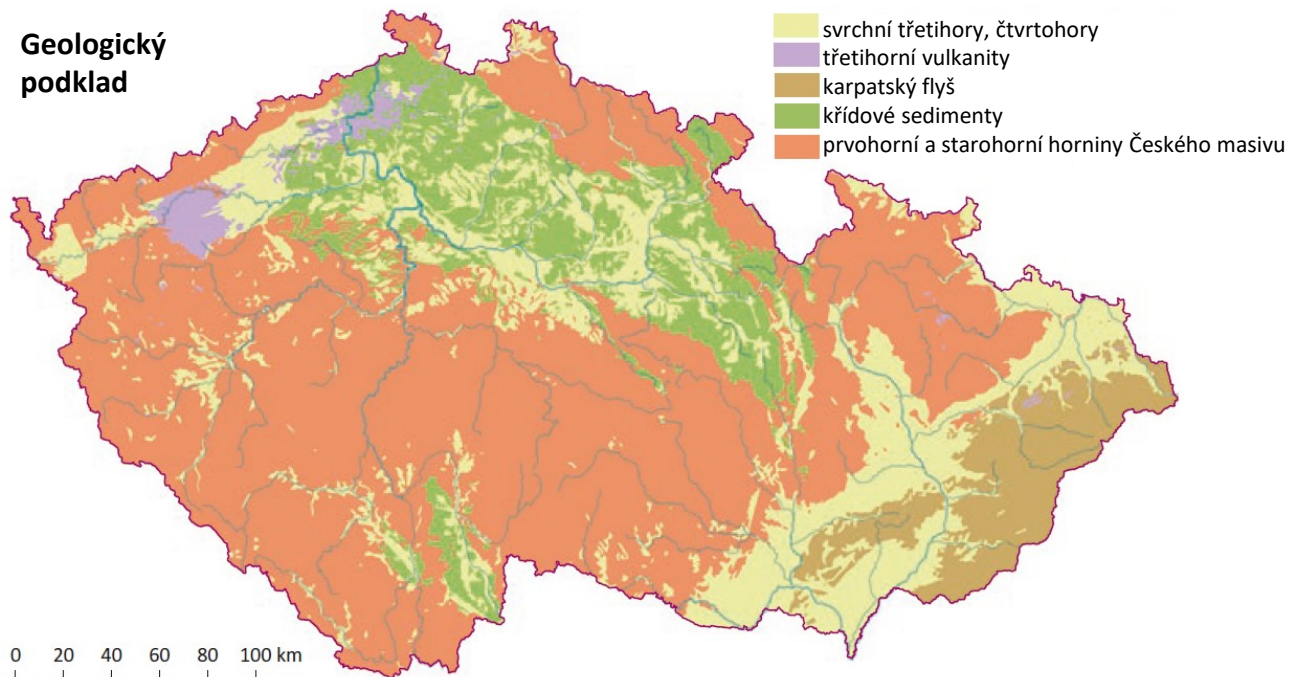 Geologický
podklad
svrchní třetihory, čtvrtohory
třetihorní vulkanity
karpatský flyš
křídové sedimenty
prvohorní a starohorní horniny Českého masivu
0 20 40 60 80 100 km